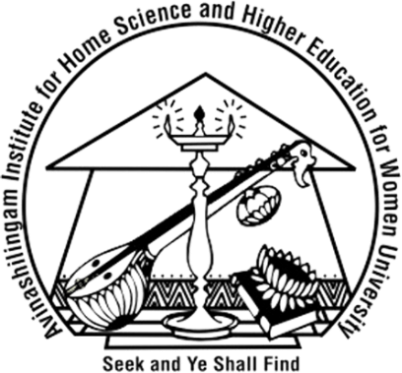 Avinashilingam Institute for Home Science and Higher Education for Women University
Seek and Ye Shall Find